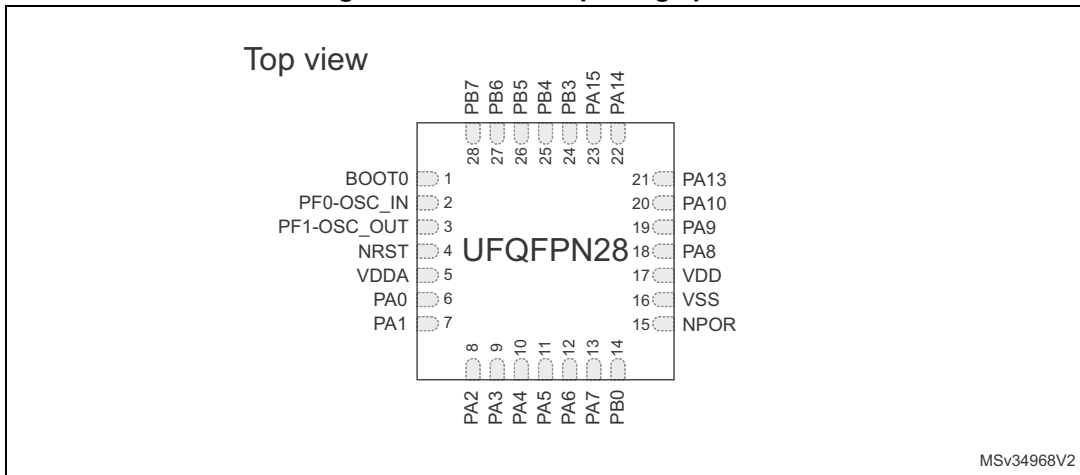 Top view
PB7
PB6
PB5
PB4
PB3
PA15
PA14
28
27
26
25
24
23
22
BOOT0 1
PF0-OSC_IN 2
PF1-OSC_OUT 3
NRST 4
VDDA 5
PA0 6
PA1 7
UFQFPN28
21 PA13
20 PA10
19 PA9
18 PA8
17 VDD
16 VSS
15 NPOR
8
9
10
11
12
13
14
PA2
PA3
PA4
PA5
PA6
PA7
PB0
MSv34968V2